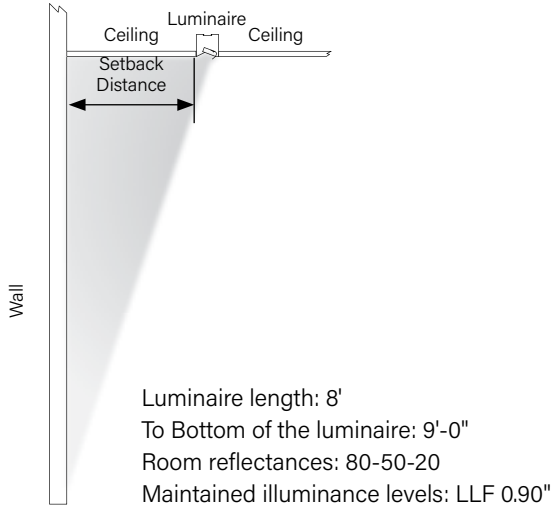 Luminaire
Ceiling
Ceiling
Setback
Distance
Wall
Luminaire length: 8'
To Bottom of the luminaire: 9'-0"
Room reflectances: 80-50-20
Maintained illuminance levels: LLF 0.90"